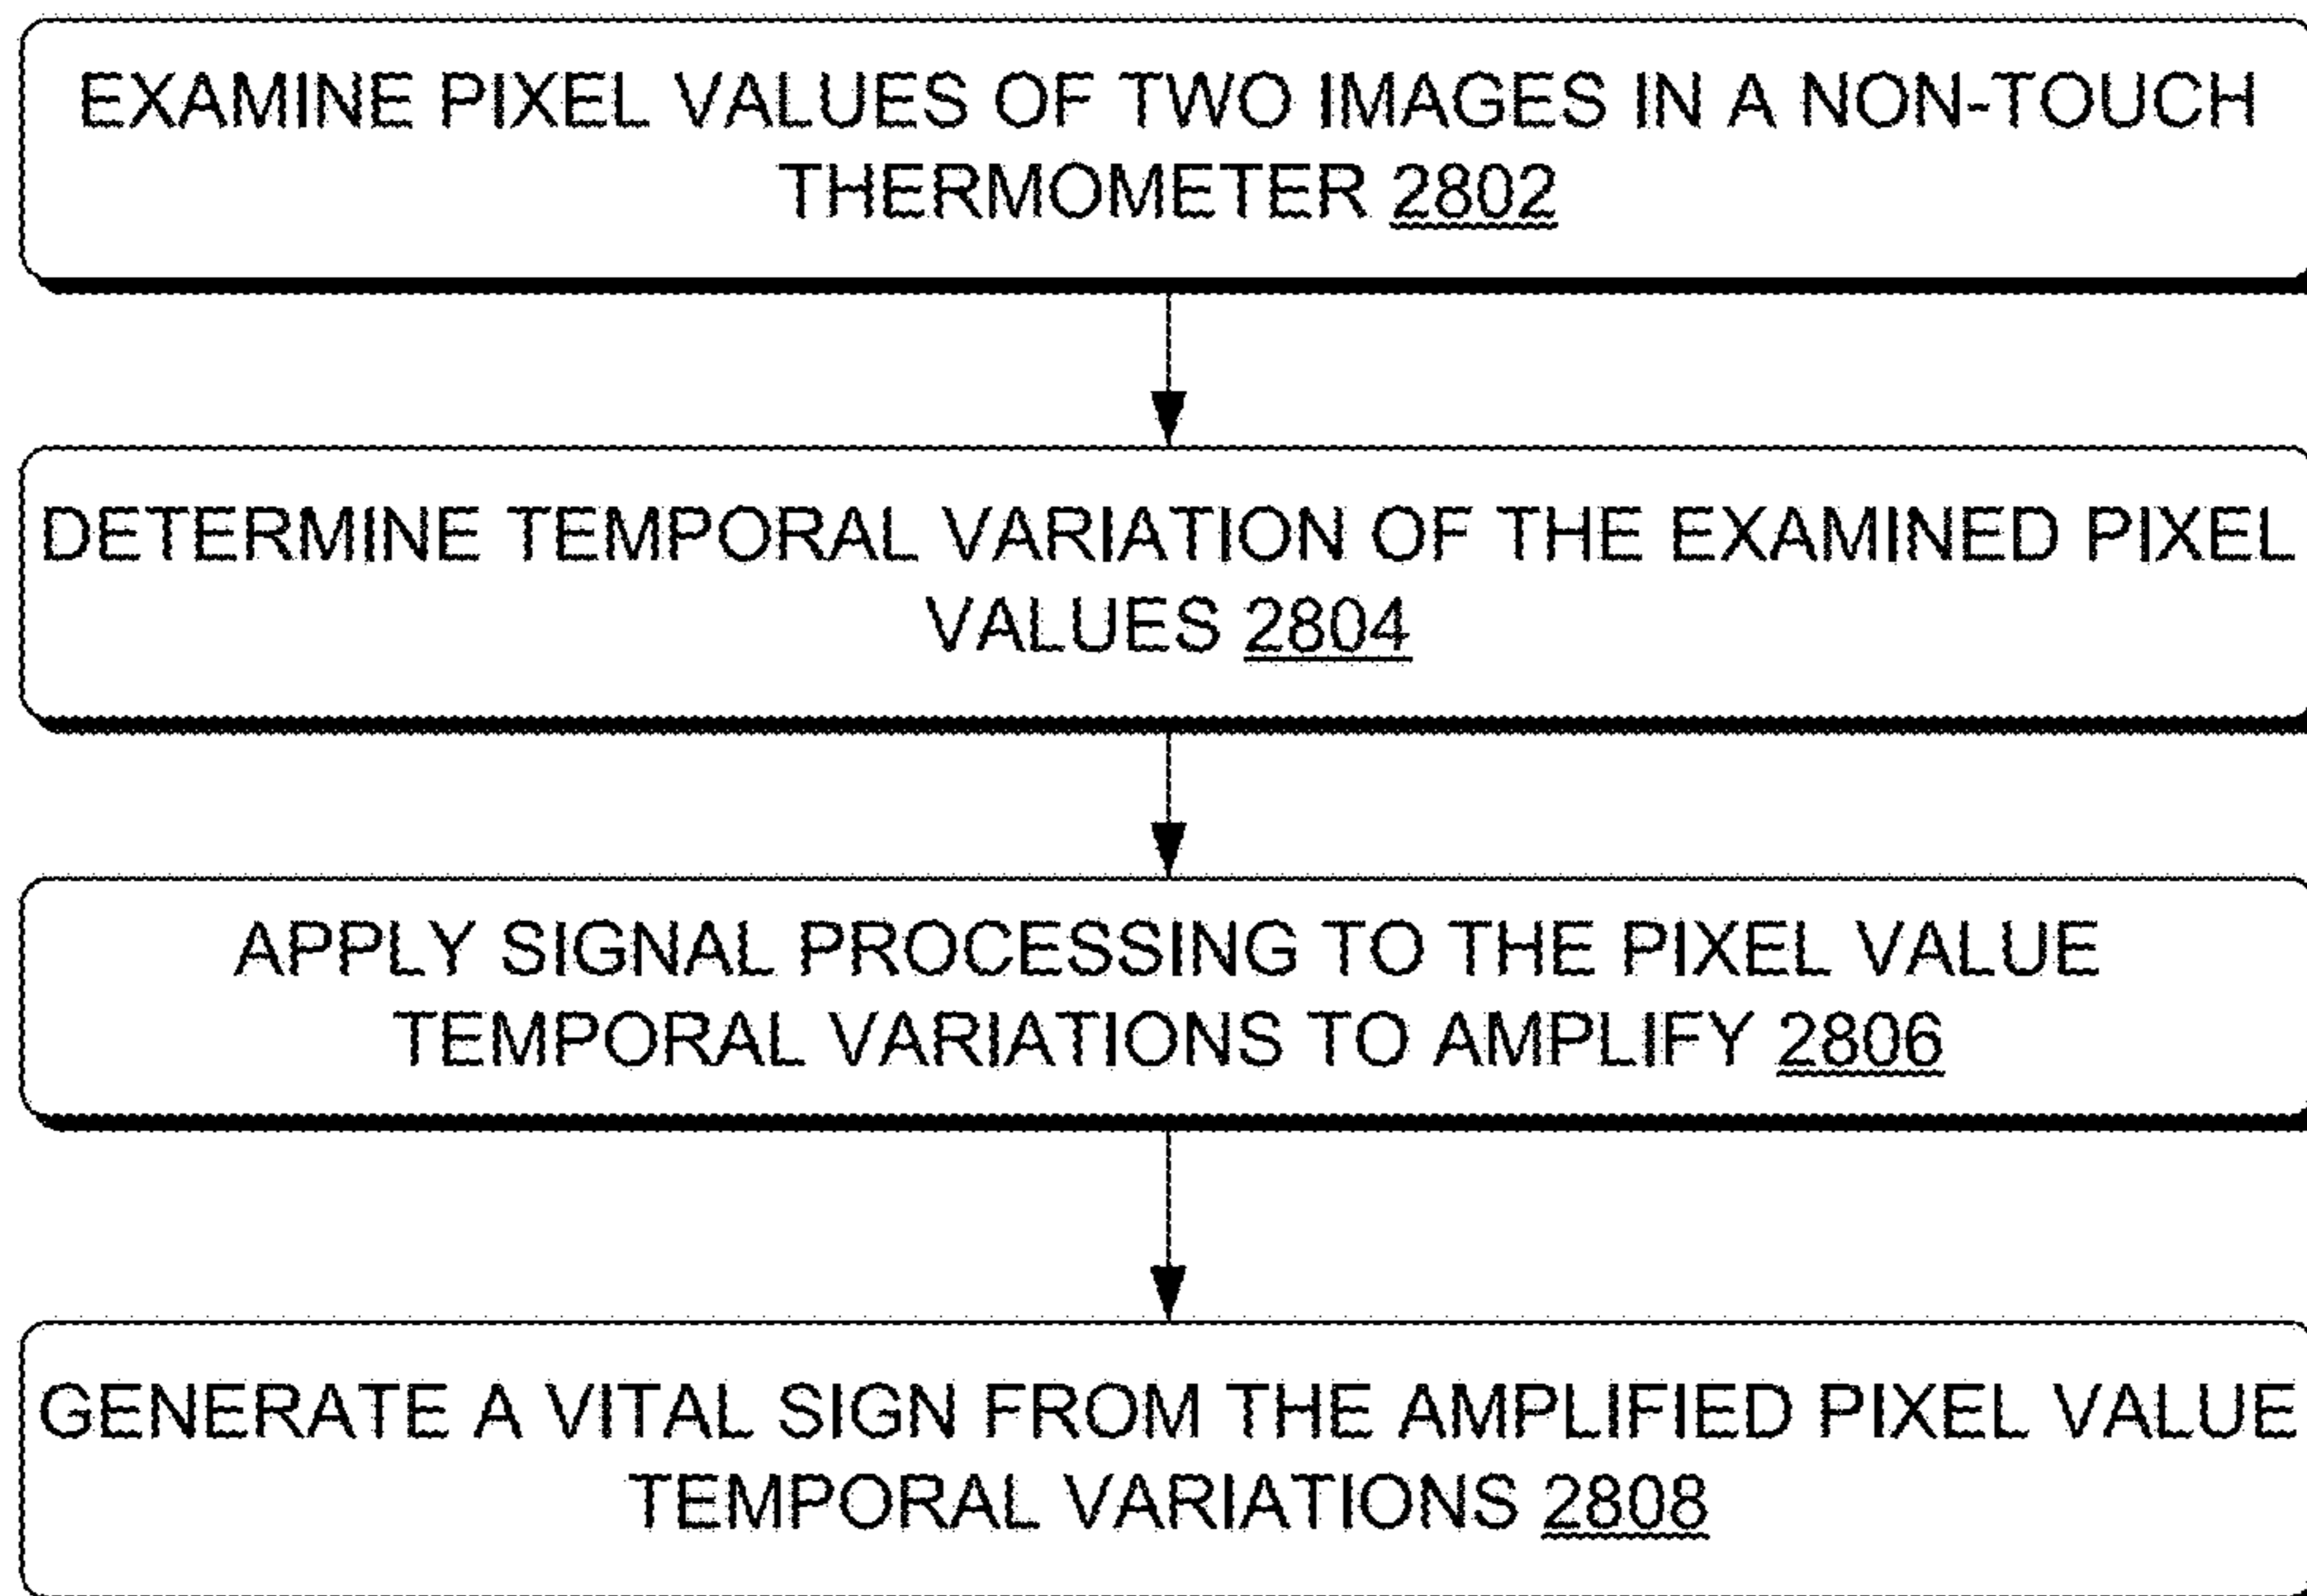 EXAMINE PIXEL VALUES OF TWO IMAGES IN A NON-TOUCH
THERMOMETER 2802
DETERMINE TEMPORAL VARIATION OF THE EXAMINED PIXEL
VALUES 2804
APPLY SIGNAL PROCESSING TO THE PIXEL VALUE
TEMPORAL VARIATIONS TO AMPLIFY 2806
GENERATE A VITAL SIGN FROM THE AMPLIFIED PIXEL VALUE
TEMPORAL VARIATIONS 2808